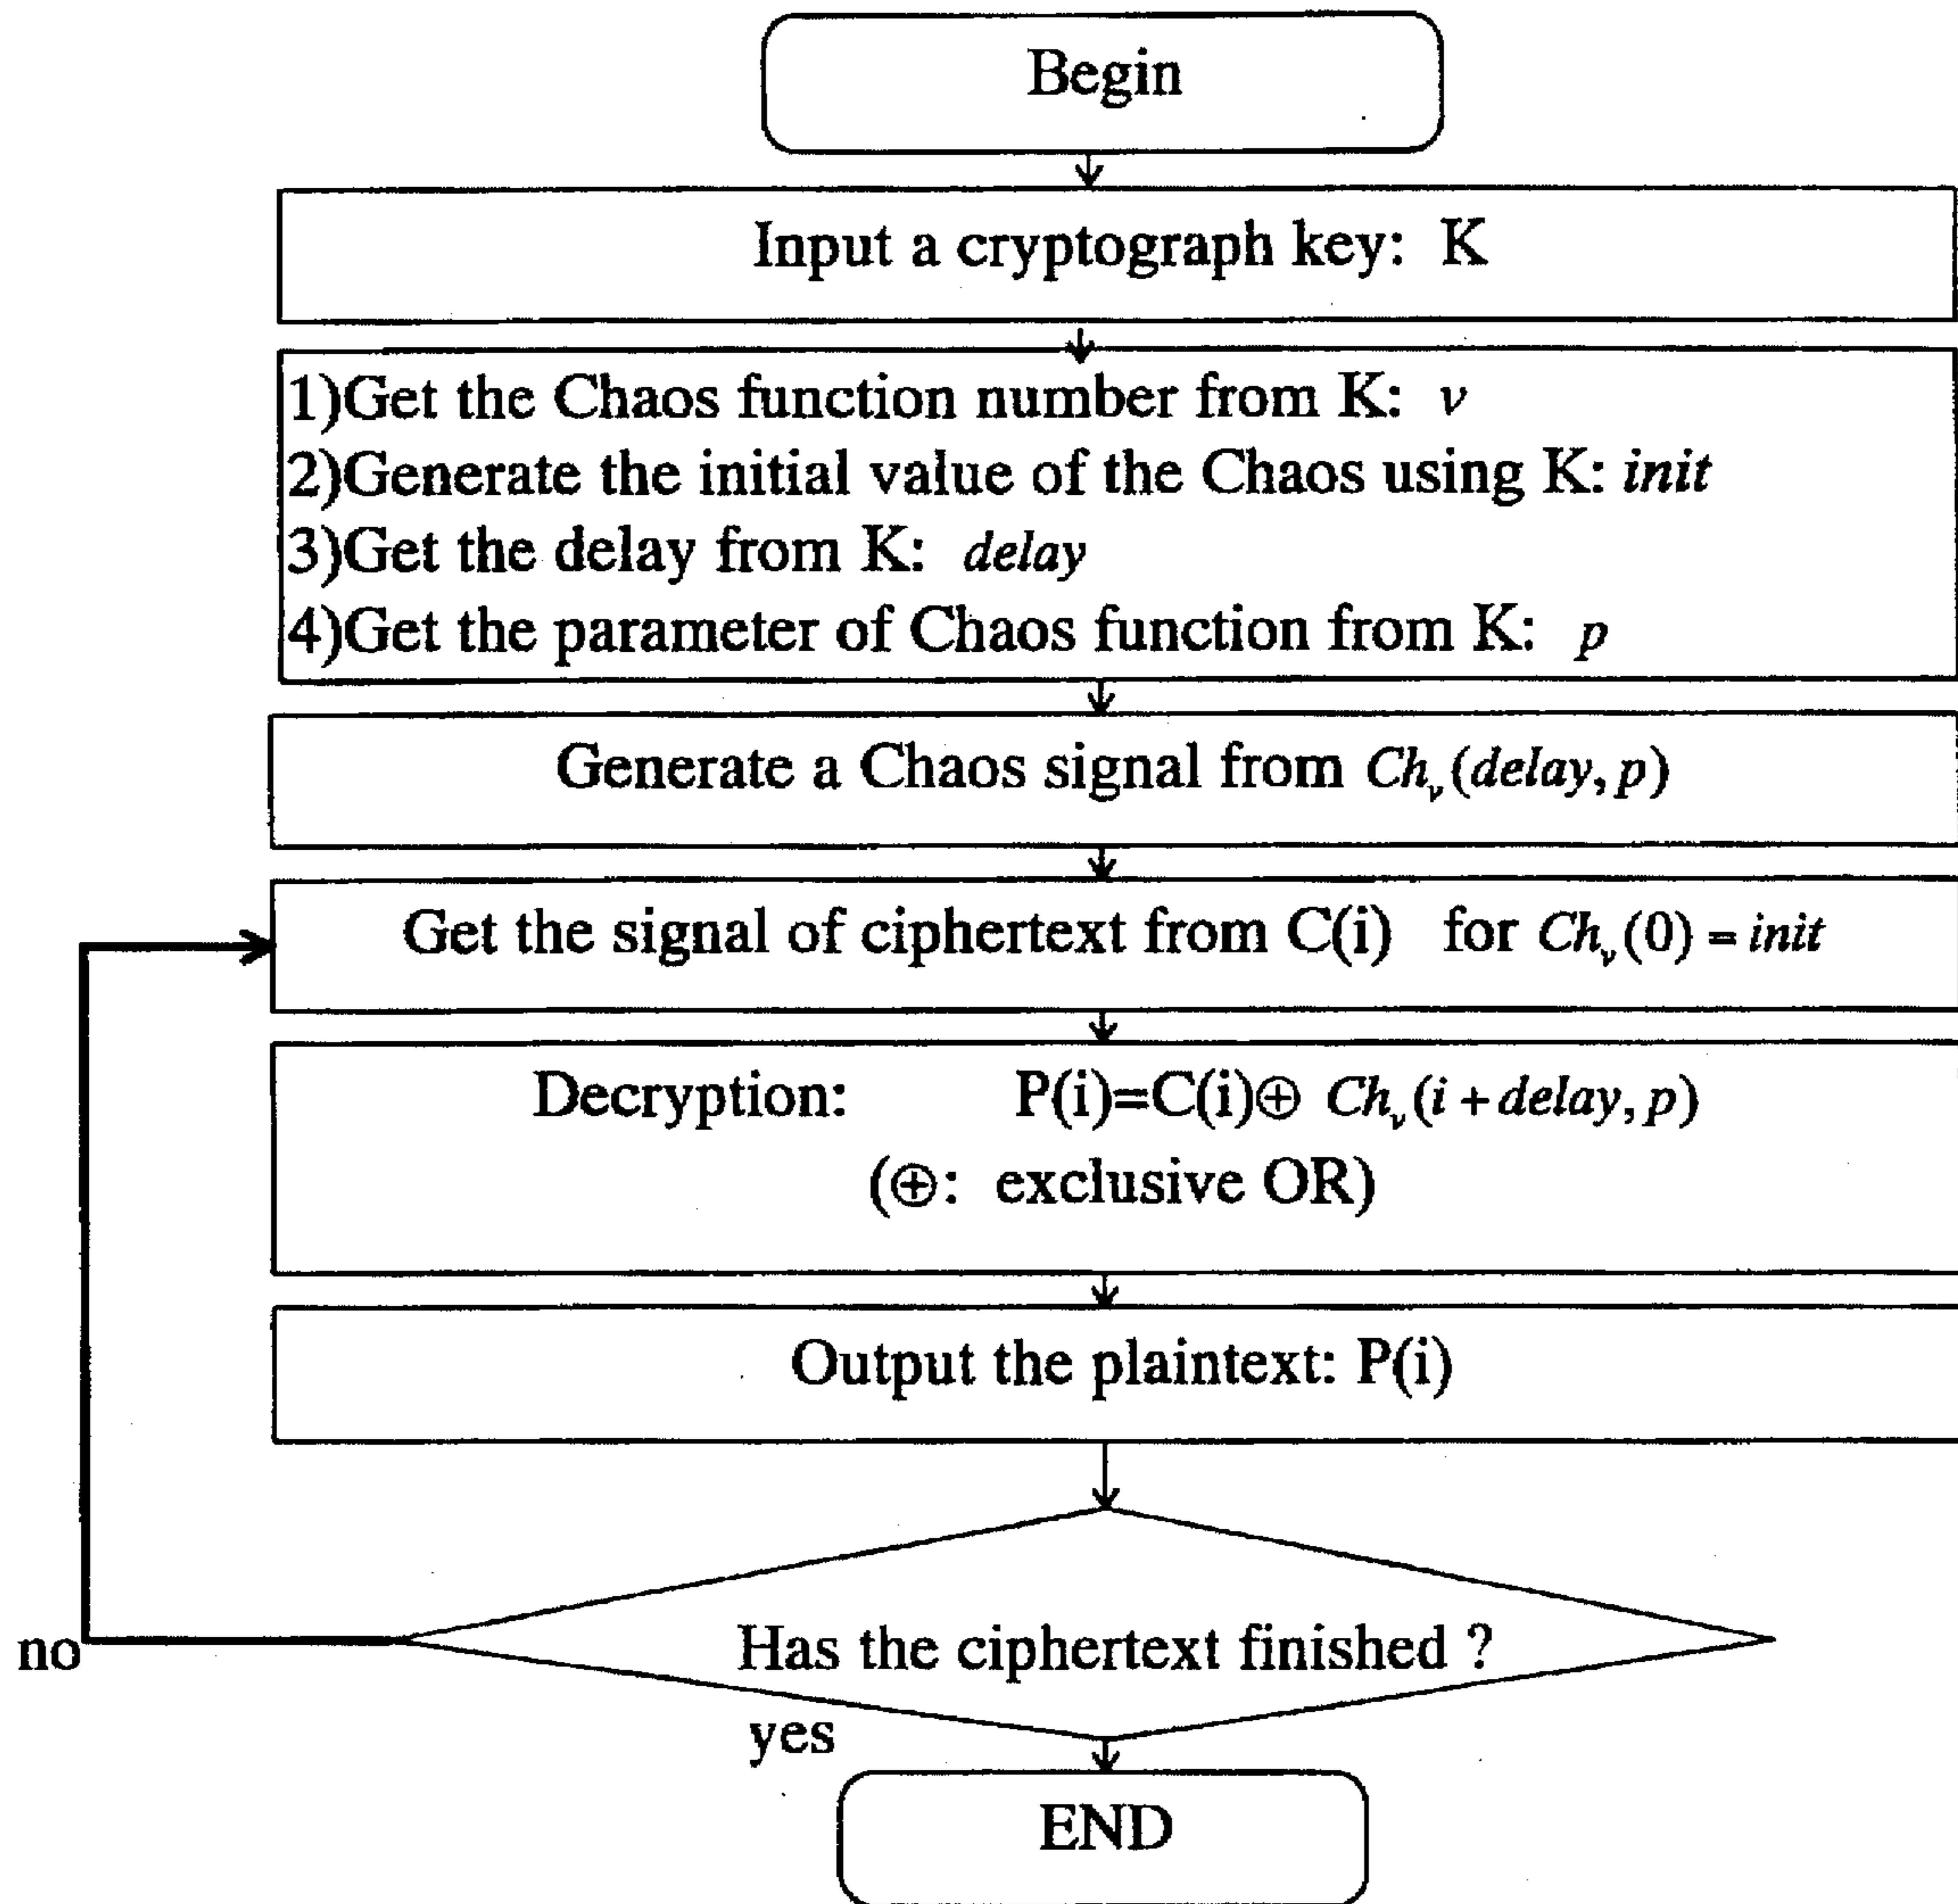 Begin
Input a cryptograph key: K
1)Get the Chaos function number from K: v
2)Generate the initial value of the Chaos using K: init
3)Get the delay from K: delay
4)Get the parameter of Chaos function from K: p
Generate a Chaos signal from Chᵥ(delay, p)
Get the signal of ciphertext from C(i) for Chᵥ(0) = init
Decryption: P(i)=C(i)⊕ Chᵥ(i + delay, p)
(⊕: exclusive OR)
Output the plaintext: P(i)
Has the ciphertext finished ?
no
yes
END